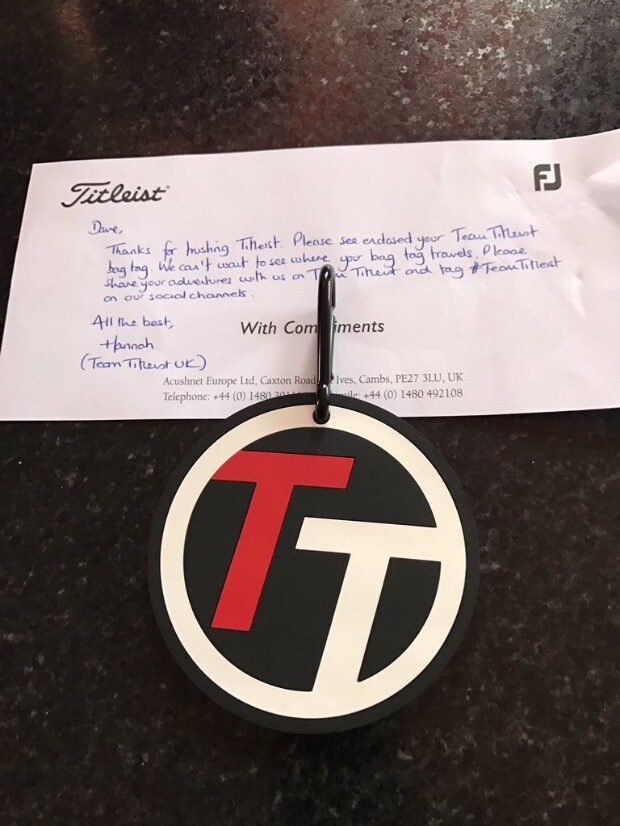 Titleist
FJ
Dave,
Thanks for trusting Titleist. Please see enclosed your Team Titleist
bag tag. We can't wait to see where your bag tag travels. Please
share your adventures with us on Team Titleist and tag #TeamTitleist
on our social channels.
All the best,
Hannah
(Team Titleist UK)
With Com iments
Acushnet Europe Ltd, Caxton Road Ives, Cambs, PE27 3LU, UK
Telephone: +44 (0) 1480 +44 (0) 1480 492108
TT